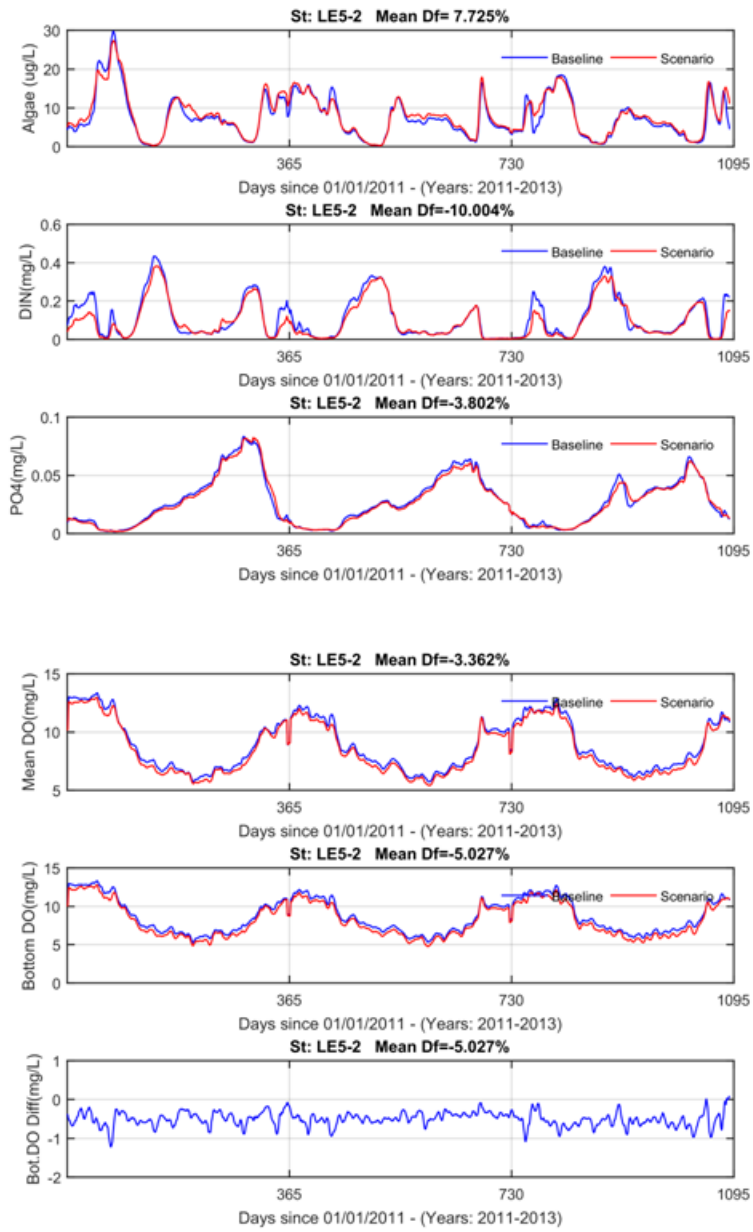 St: LE5-2 Mean Df= 7.725%
30
20
10
0
Algae (ug/L)
Baseline Scenario
365 730 1095
Days since 01/01/2011 - (Years: 2011-2013)
St: LE5-2 Mean Df=-10.004%
0.6
0.4
0.2
0
DIN(mg/L)
Baseline Scenario
365 730 1095
Days since 01/01/2011 - (Years: 2011-2013)
St: LE5-2 Mean Df=-3.802%
0.1
0.05
0
PO4(mg/L)
Baseline Scenario
365 730 1095
Days since 01/01/2011 - (Years: 2011-2013)
St: LE5-2 Mean Df=-3.362%
15
10
5
Mean DO(mg/L)
Baseline Scenario
365 730 1095
Days since 01/01/2011 - (Years: 2011-2013)
St: LE5-2 Mean Df=-5.027%
15
10
5
0
Bottom DO(mg/L)
Baseline Scenario
365 730 1095
Days since 01/01/2011 - (Years: 2011-2013)
St: LE5-2 Mean Df=-5.027%
1
0
-1
-2
Bot.DO Diff(mg/L)
365 730 1095
Days since 01/01/2011 - (Years: 2011-2013)